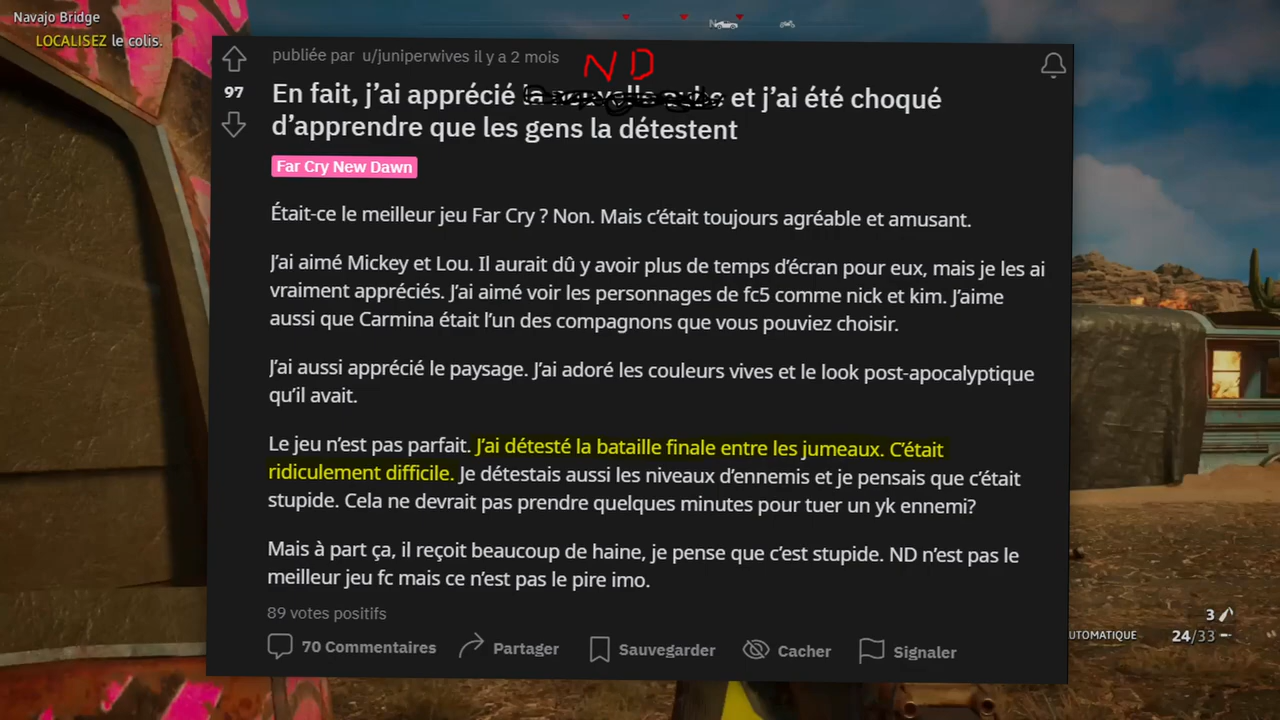 Navajo Bridge
LOCALISEZ le colis.
publiée par u/juniperwives il y a 2 mois
ND
97
En fait, j'ai apprécié et j'ai été choqué
d'apprendre que les gens la détestent
Far Cry New Dawn
Était-ce le meilleur jeu Far Cry ? Non. Mais c'était toujours agréable et amusant.
J'ai aimé Mickey et Lou. Il aurait dû y avoir plus de temps d'écran pour eux, mais je les ai
vraiment appréciés. J'ai aimé voir les personnages de fc5 comme nick et kim. J'aime
aussi que Carmina était l'un des compagnons que vous pouviez choisir.
J'ai aussi apprécié le paysage. J'ai adoré les couleurs vives et le look post-apocalyptique
qu'il avait.
Le jeu n'est pas parfait. J'ai détesté la bataille finale entre les jumeaux. C'était
ridiculement difficile. Je détestais aussi les niveaux d'ennemis et je pensais que c'était
stupide. Cela ne devrait pas prendre quelques minutes pour tuer un yk ennemi?
Mais à part ça, il reçoit beaucoup de haine, je pense que c'est stupide. ND n'est pas le
meilleur jeu fc mais ce n'est pas le pire imo.
89 votes positifs
70 Commentaires Partager Sauvegarder Cacher Signaler
3
UTOMATIQUE 24/33